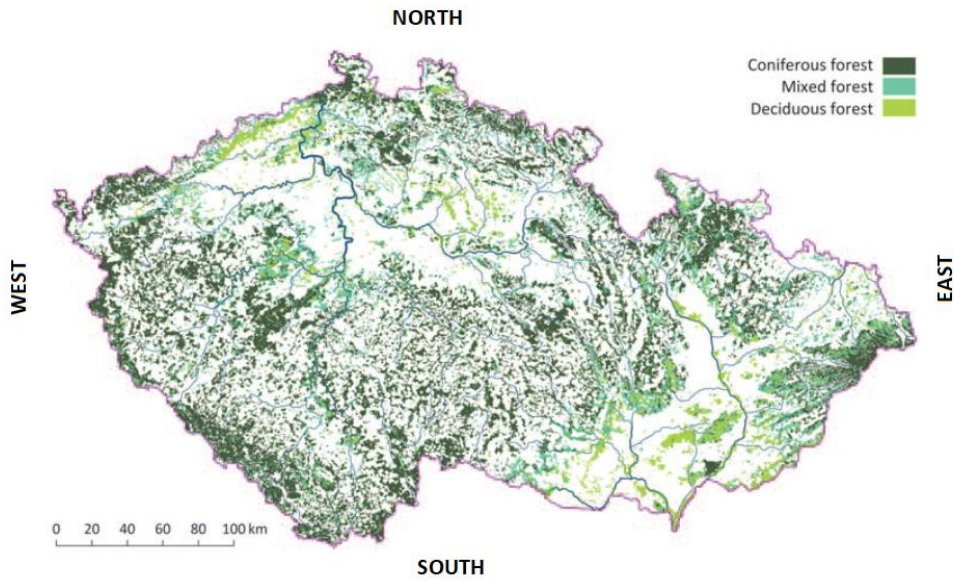 NORTH
Coniferous forest
Mixed forest
Deciduous forest
WEST
EAST
0 20 40 60 80 100 km
SOUTH